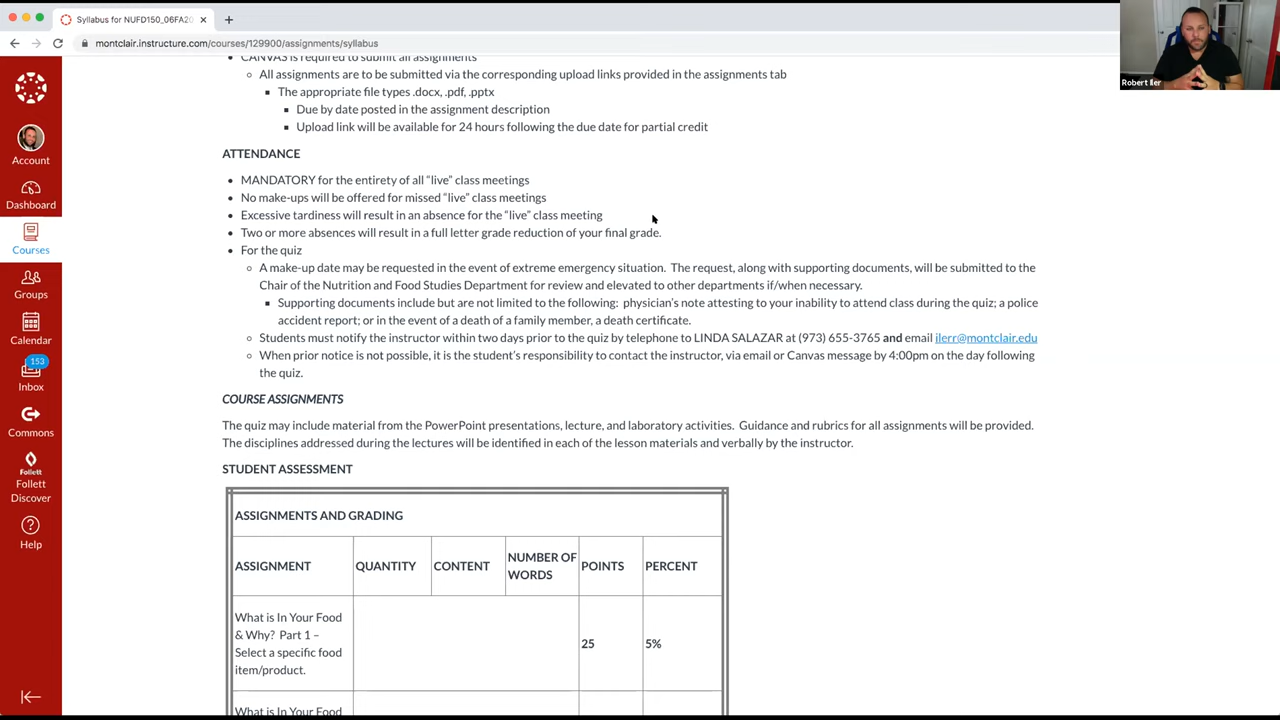 Syllabus for NUFD150_06FA20
montclair.instructure.com/courses/129900/assignments/syllabus
Robert Iler
Account
Dashboard
Courses
Groups
Calendar
153
Inbox
Commons
Follett
Follett
Discover
Help
CANVAS is required to submit all assignments
All assignments are to be submitted via the corresponding upload links provided in the assignments tab
The appropriate file types .docx, .pdf, .pptx
Due by date posted in the assignment description
Upload link will be available for 24 hours following the due date for partial credit
ATTENDANCE
MANDATORY for the entirety of all “live” class meetings
No make-ups will be offered for missed “live” class meetings
Excessive tardiness will result in an absence for the “live” class meeting
Two or more absences will result in a full letter grade reduction of your final grade.
For the quiz
A make-up date may be requested in the event of extreme emergency situation. The request, along with supporting documents, will be submitted to the
Chair of the Nutrition and Food Studies Department for review and elevated to other departments if/when necessary.
Supporting documents include but are not limited to the following: physician’s note attesting to your inability to attend class during the quiz; a police
accident report; or in the event of a death of a family member, a death certificate.
Students must notify the instructor within two days prior to the quiz by telephone to LINDA SALAZAR at (973) 655-3765 and email ilerr@montclair.edu
When prior notice is not possible, it is the student’s responsibility to contact the instructor, via email or Canvas message by 4:00pm on the day following
the quiz.
COURSE ASSIGNMENTS
The quiz may include material from the PowerPoint presentations, lecture, and laboratory activities. Guidance and rubrics for all assignments will be provided.
The disciplines addressed during the lectures will be identified in each of the lesson materials and verbally by the instructor.
STUDENT ASSESSMENT
ASSIGNMENTS AND GRADING
ASSIGNMENT QUANTITY CONTENT NUMBER OF WORDS POINTS PERCENT
What is In Your Food
& Why? Part 1 –
Select a specific food
item/product.
25 5%
What is In Your Food